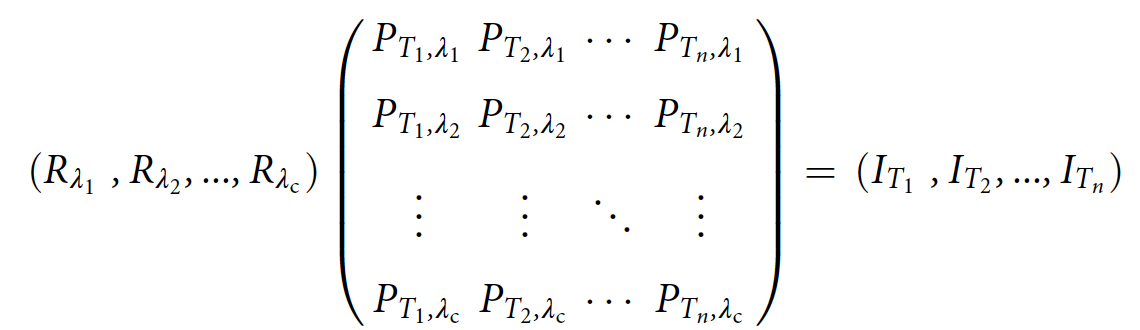 P_{T_1,λ_1} P_{T_2,λ_1} ⋯ P_{T_n,λ_1}
P_{T_1,λ_2} P_{T_2,λ_2} ⋯ P_{T_n,λ_2}
(R_{λ_1} , R_{λ_2}, ..., R_{λ_c}) = (I_{T_1} , I_{T_2}, ..., I_{T_n})
⋮ ⋮ ⋱ ⋮
P_{T_1,λ_c} P_{T_2,λ_c} ⋯ P_{T_n,λ_c}